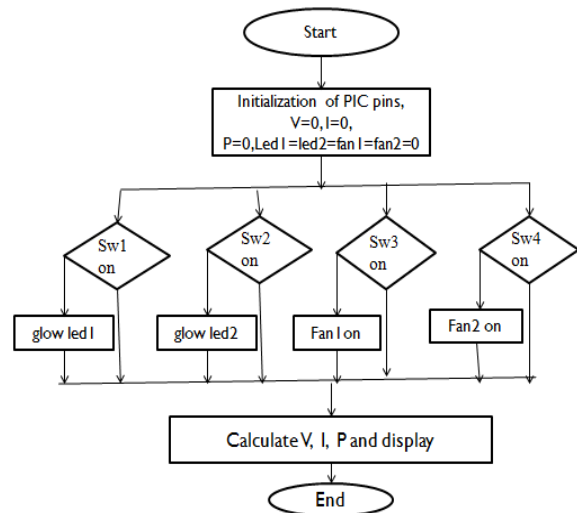 Start
Initialization of PIC pins,
V=0,I=0,
P=0,Led1=led2=fan1=fan2=0
Sw1
on
Sw2
on
Sw3
on
Sw4
on
glow led1
glow led2
Fan1 on
Fan2 on
Calculate V, I, P and display
End